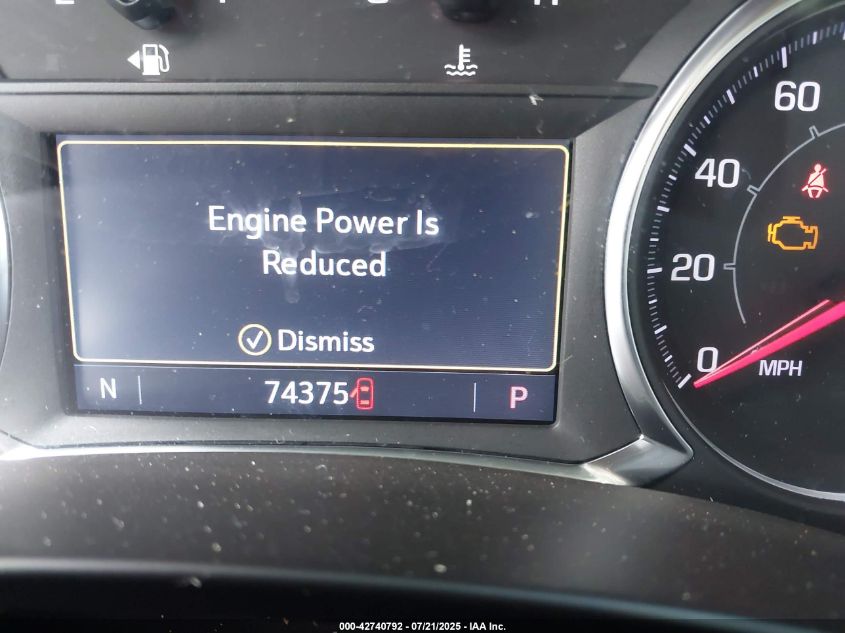 60
40
20
0
MPH
Engine Power Is
Reduced
Dismiss
N 74375 P
000-42740792 - 07/21/2025 - IAA Inc.